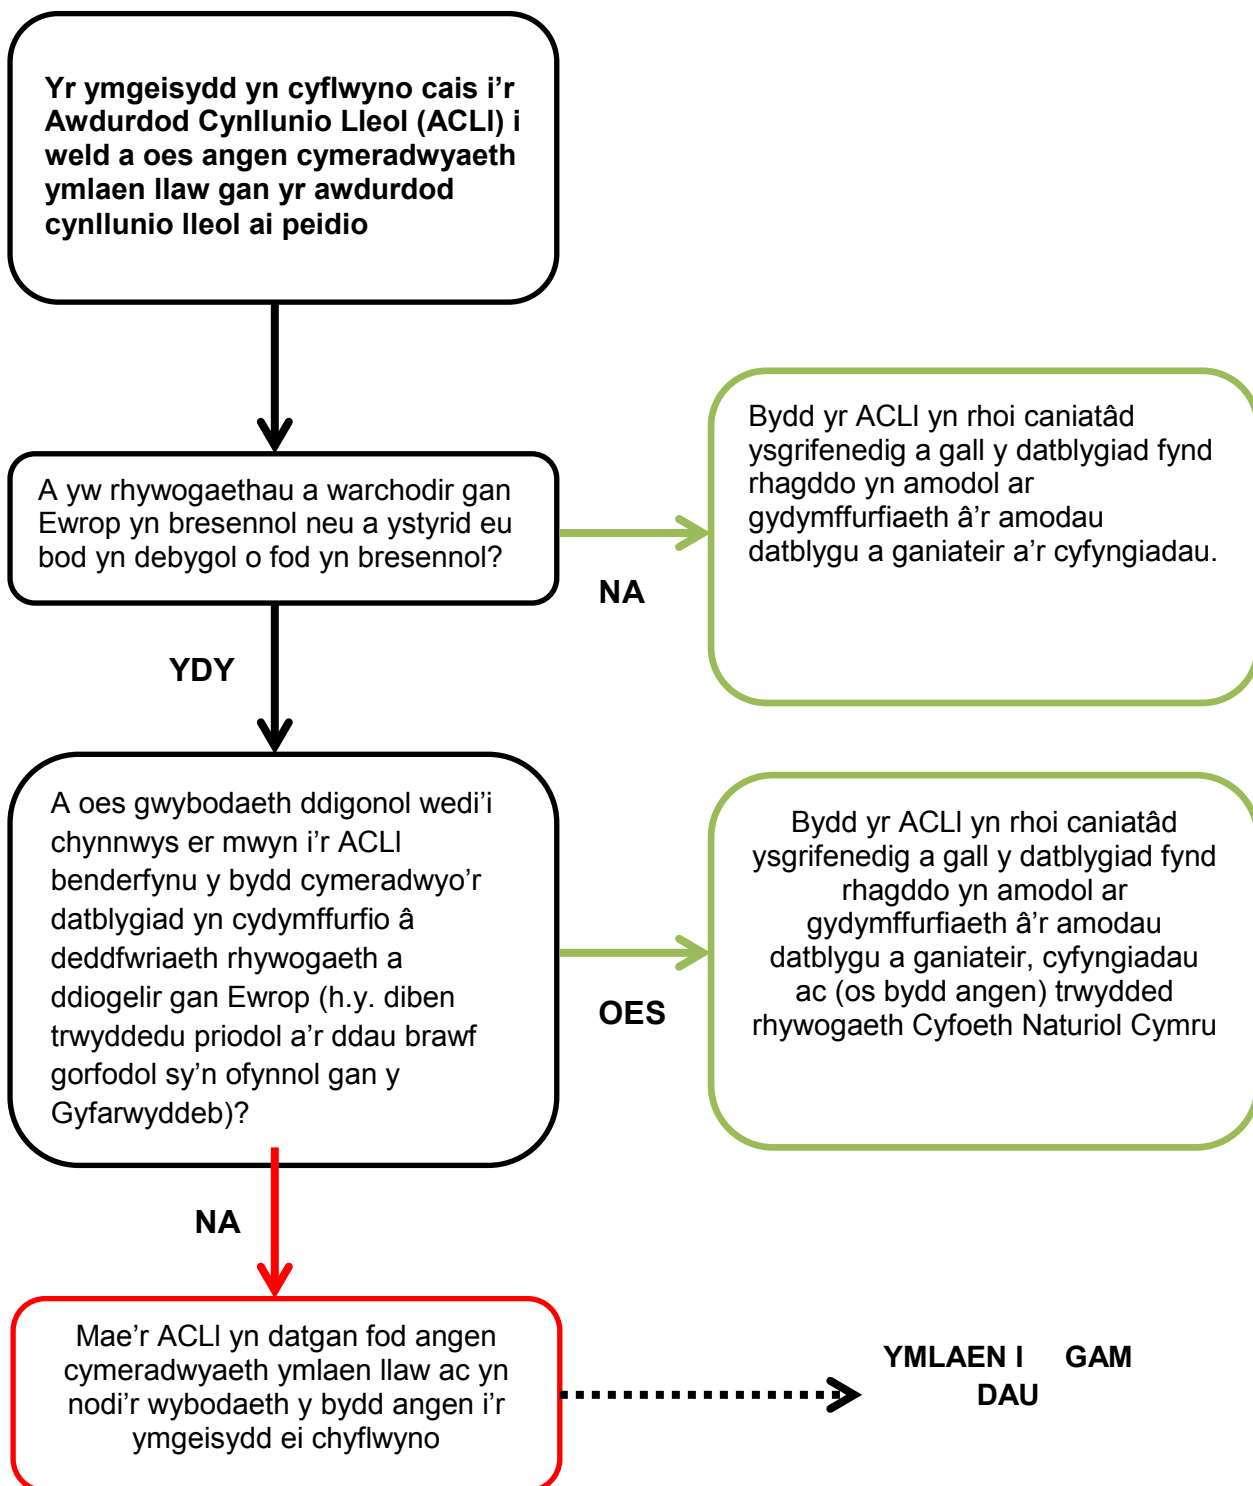 Yr ymgeisydd yn cyflwyno cais i’r
Awdurdod Cynllunio Lleol (ACLl) i
weld a oes angen cymeradwyaeth
ymlaen llaw gan yr awdurdod
cynllunio lleol ai peidio
A yw rhywogaethau a warchodir gan
Ewrop yn bresennol neu a ystyrid eu
bod yn debygol o fod yn bresennol?
NA
Bydd yr ACLl yn rhoi caniatâd
ysgrifenedig a gall y datblygiad fynd
rhagddo yn amodol ar
gydymffurfiaeth â’r amodau
datblygu a ganiateir a’r cyfyngiadau.
YDY
A oes gwybodaeth ddigonol wedi’i
chynnwys er mwyn i’r ACLl
benderfynu y bydd cymeradwyo’r
datblygiad yn cydymffurfio â
deddfwriaeth rhywogaeth a
ddiogelir gan Ewrop (h.y. diben
trwyddedu priodol a’r ddau brawf
gorfodol sy’n ofynnol gan y
Gyfarwyddeb)?
OES
Bydd yr ACLl yn rhoi caniatâd
ysgrifenedig a gall y datblygiad fynd
rhagddo yn amodol ar
gydymffurfiaeth â’r amodau
datblygu a ganiateir, cyfyngiadau
ac (os bydd angen) trwydded
rhywogaeth Cyfoeth Naturiol Cymru
NA
Mae’r ACLl yn datgan fod angen
cymeradwyaeth ymlaen llaw ac yn
nodi’r wybodaeth y bydd angen i’r
ymgeisydd ei chyflwyno
YMLAEN I GAM
DAU